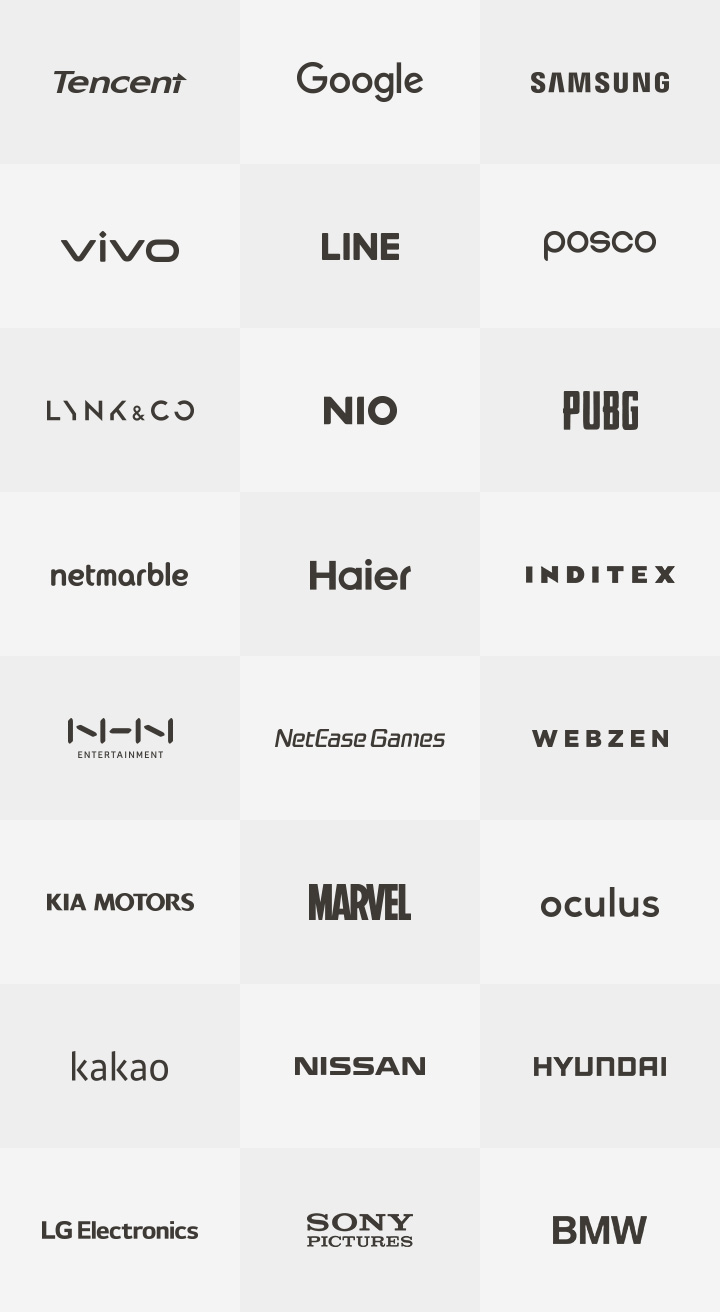 Tencent
Google
SAMSUNG
vivo
LINE
posco
LYNK&CO
NIO
PUBG
netmarble
Haier
INDITEX
NHN
ENTERTAINMENT
NetEase Games
WEBZEN
KIA MOTORS
MARVEL
oculus
kakao
NISSAN
HYUNDAI
LG Electronics
SONY
PICTURES
BMW